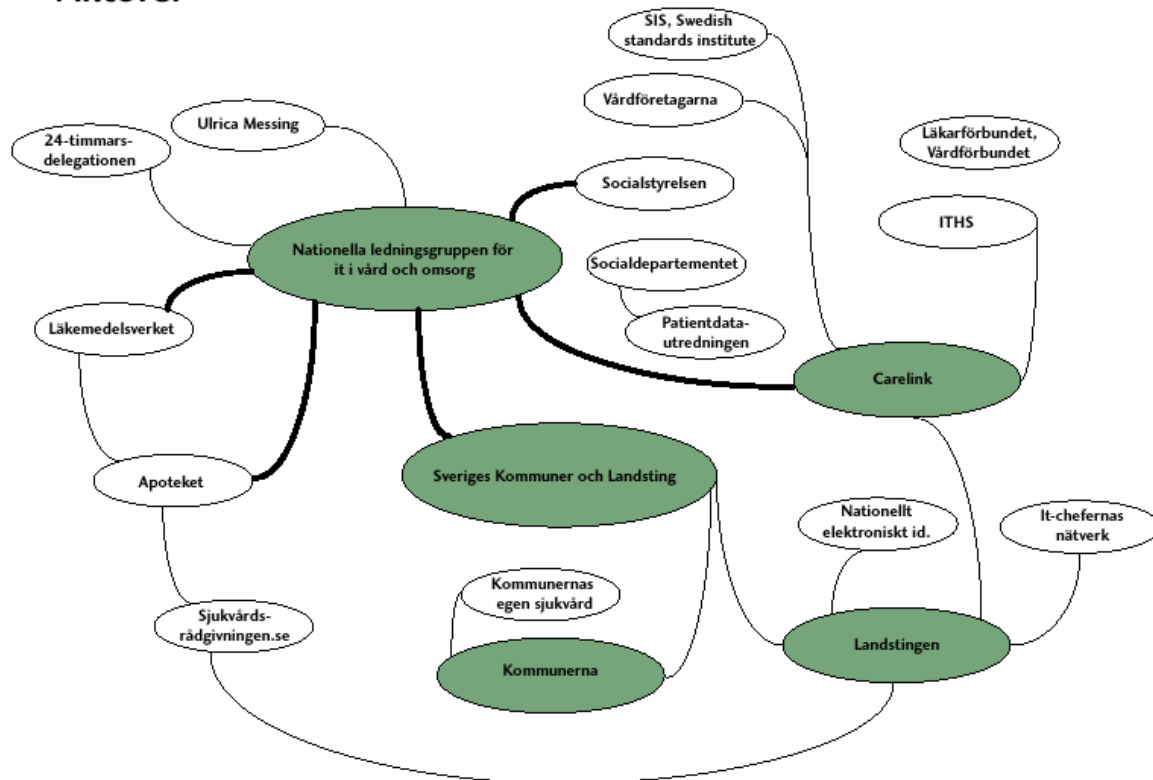 SIS, Swedish
standards institute
Vårdföretagarna
Ulrica Messing
24-timmars-
delegationen
Läkarförbundet,
Vårdförbundet
Socialstyrelsen
ITHS
Nationella ledningsgruppen för
it i vård och omsorg
Socialdepartementet
Patientdata-
utredningen
Läkemedelsverket
Carelink
Sveriges Kommuner och Landsting
Apoteket
Nationellt
elektroniskt id.
It-chefernas
nätverk
Kommunernas
egen sjukvård
Sjukvårds-
rådgivningen.se
Landstingen
Kommunerna